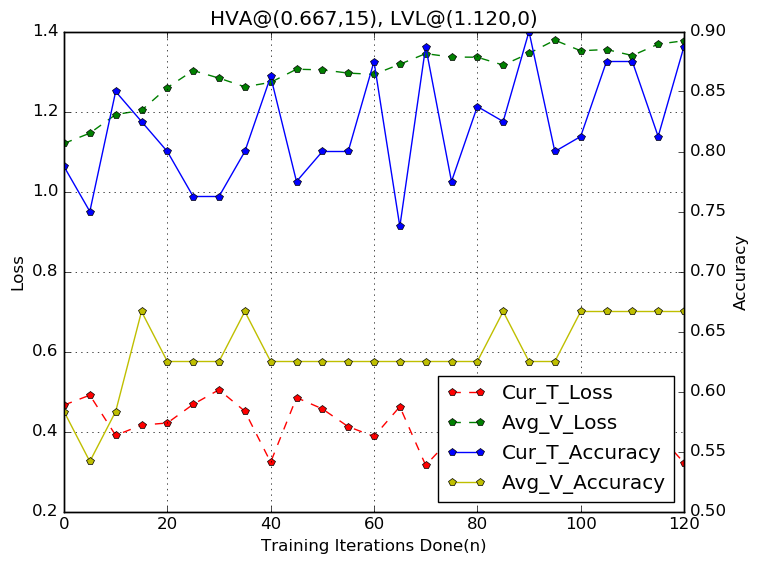 HVA@(0.667,15), LVL@(1.120,0)
1.4
1.2
1.0
0.8
0.6
0.4
0.2
Loss
0.90
0.85
0.80
0.75
0.70
0.65
0.60
0.55
0.50
Accuracy
Cur_T_Loss
Avg_V_Loss
Cur_T_Accuracy
Avg_V_Accuracy
0 20 40 60 80 100 120
Training Iterations Done(n)